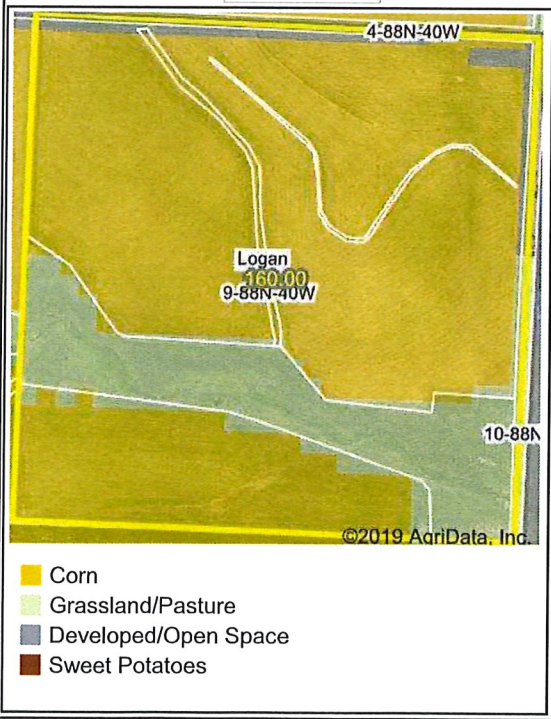 4-88N-40W
Logan
160.00
9-88N-40W
10-88N
©2019 AgriData, Inc.
Corn
Grassland/Pasture
Developed/Open Space
Sweet Potatoes